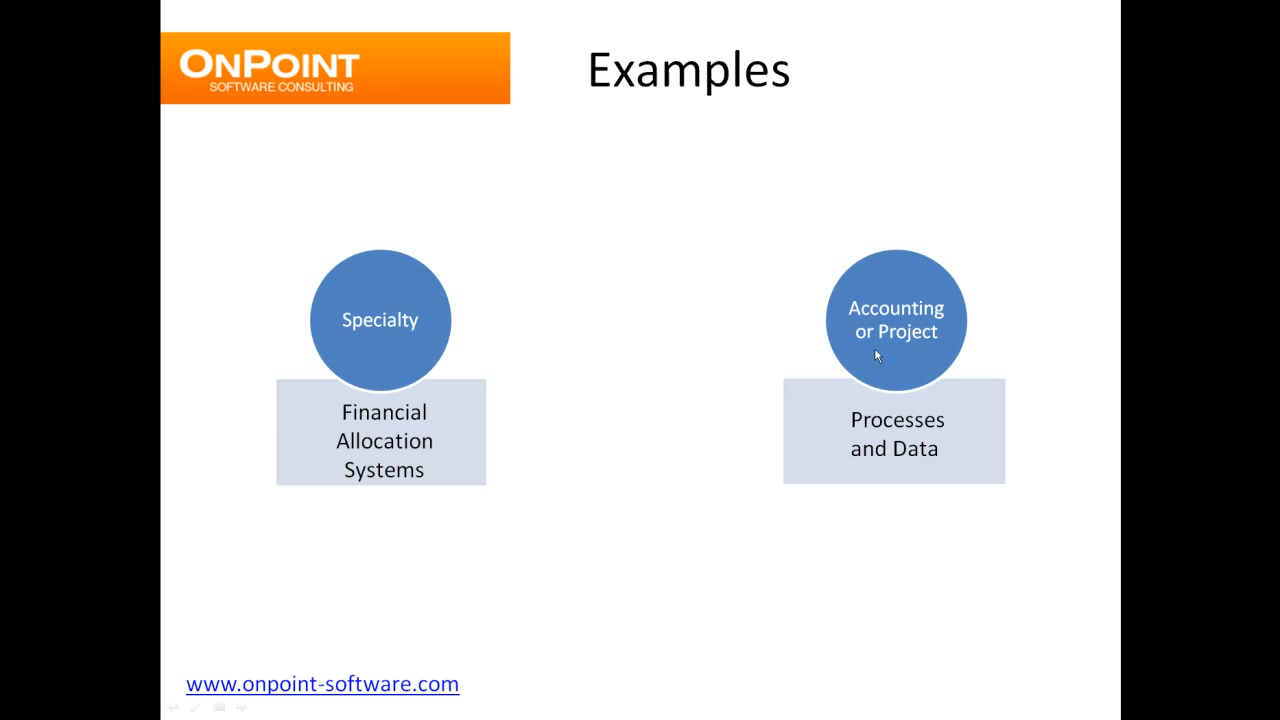 ONPOINT
SOFTWARE CONSULTING
Examples
Specialty
Financial
Allocation
Systems
Accounting
or Project
Processes
and Data
www.onpoint-software.com